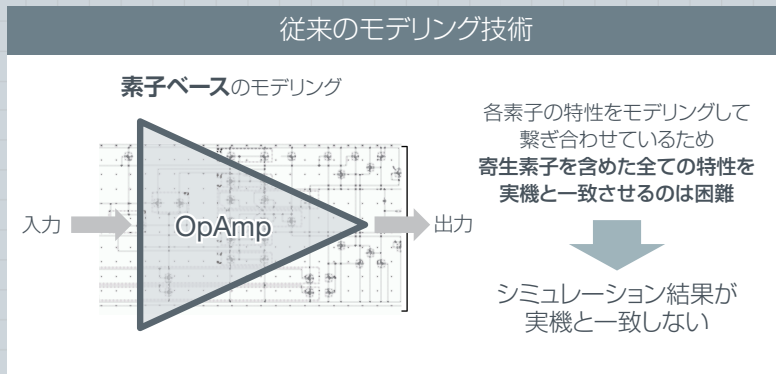 従来のモデリング技術
素子ベースのモデリング
入力
OpAmp
出力
各素子の特性をモデリングして
繋ぎ合わせているため
寄生素子を含めた全ての特性を
実機と一致させるのは困難
シミュレーション結果が
実機と一致しない